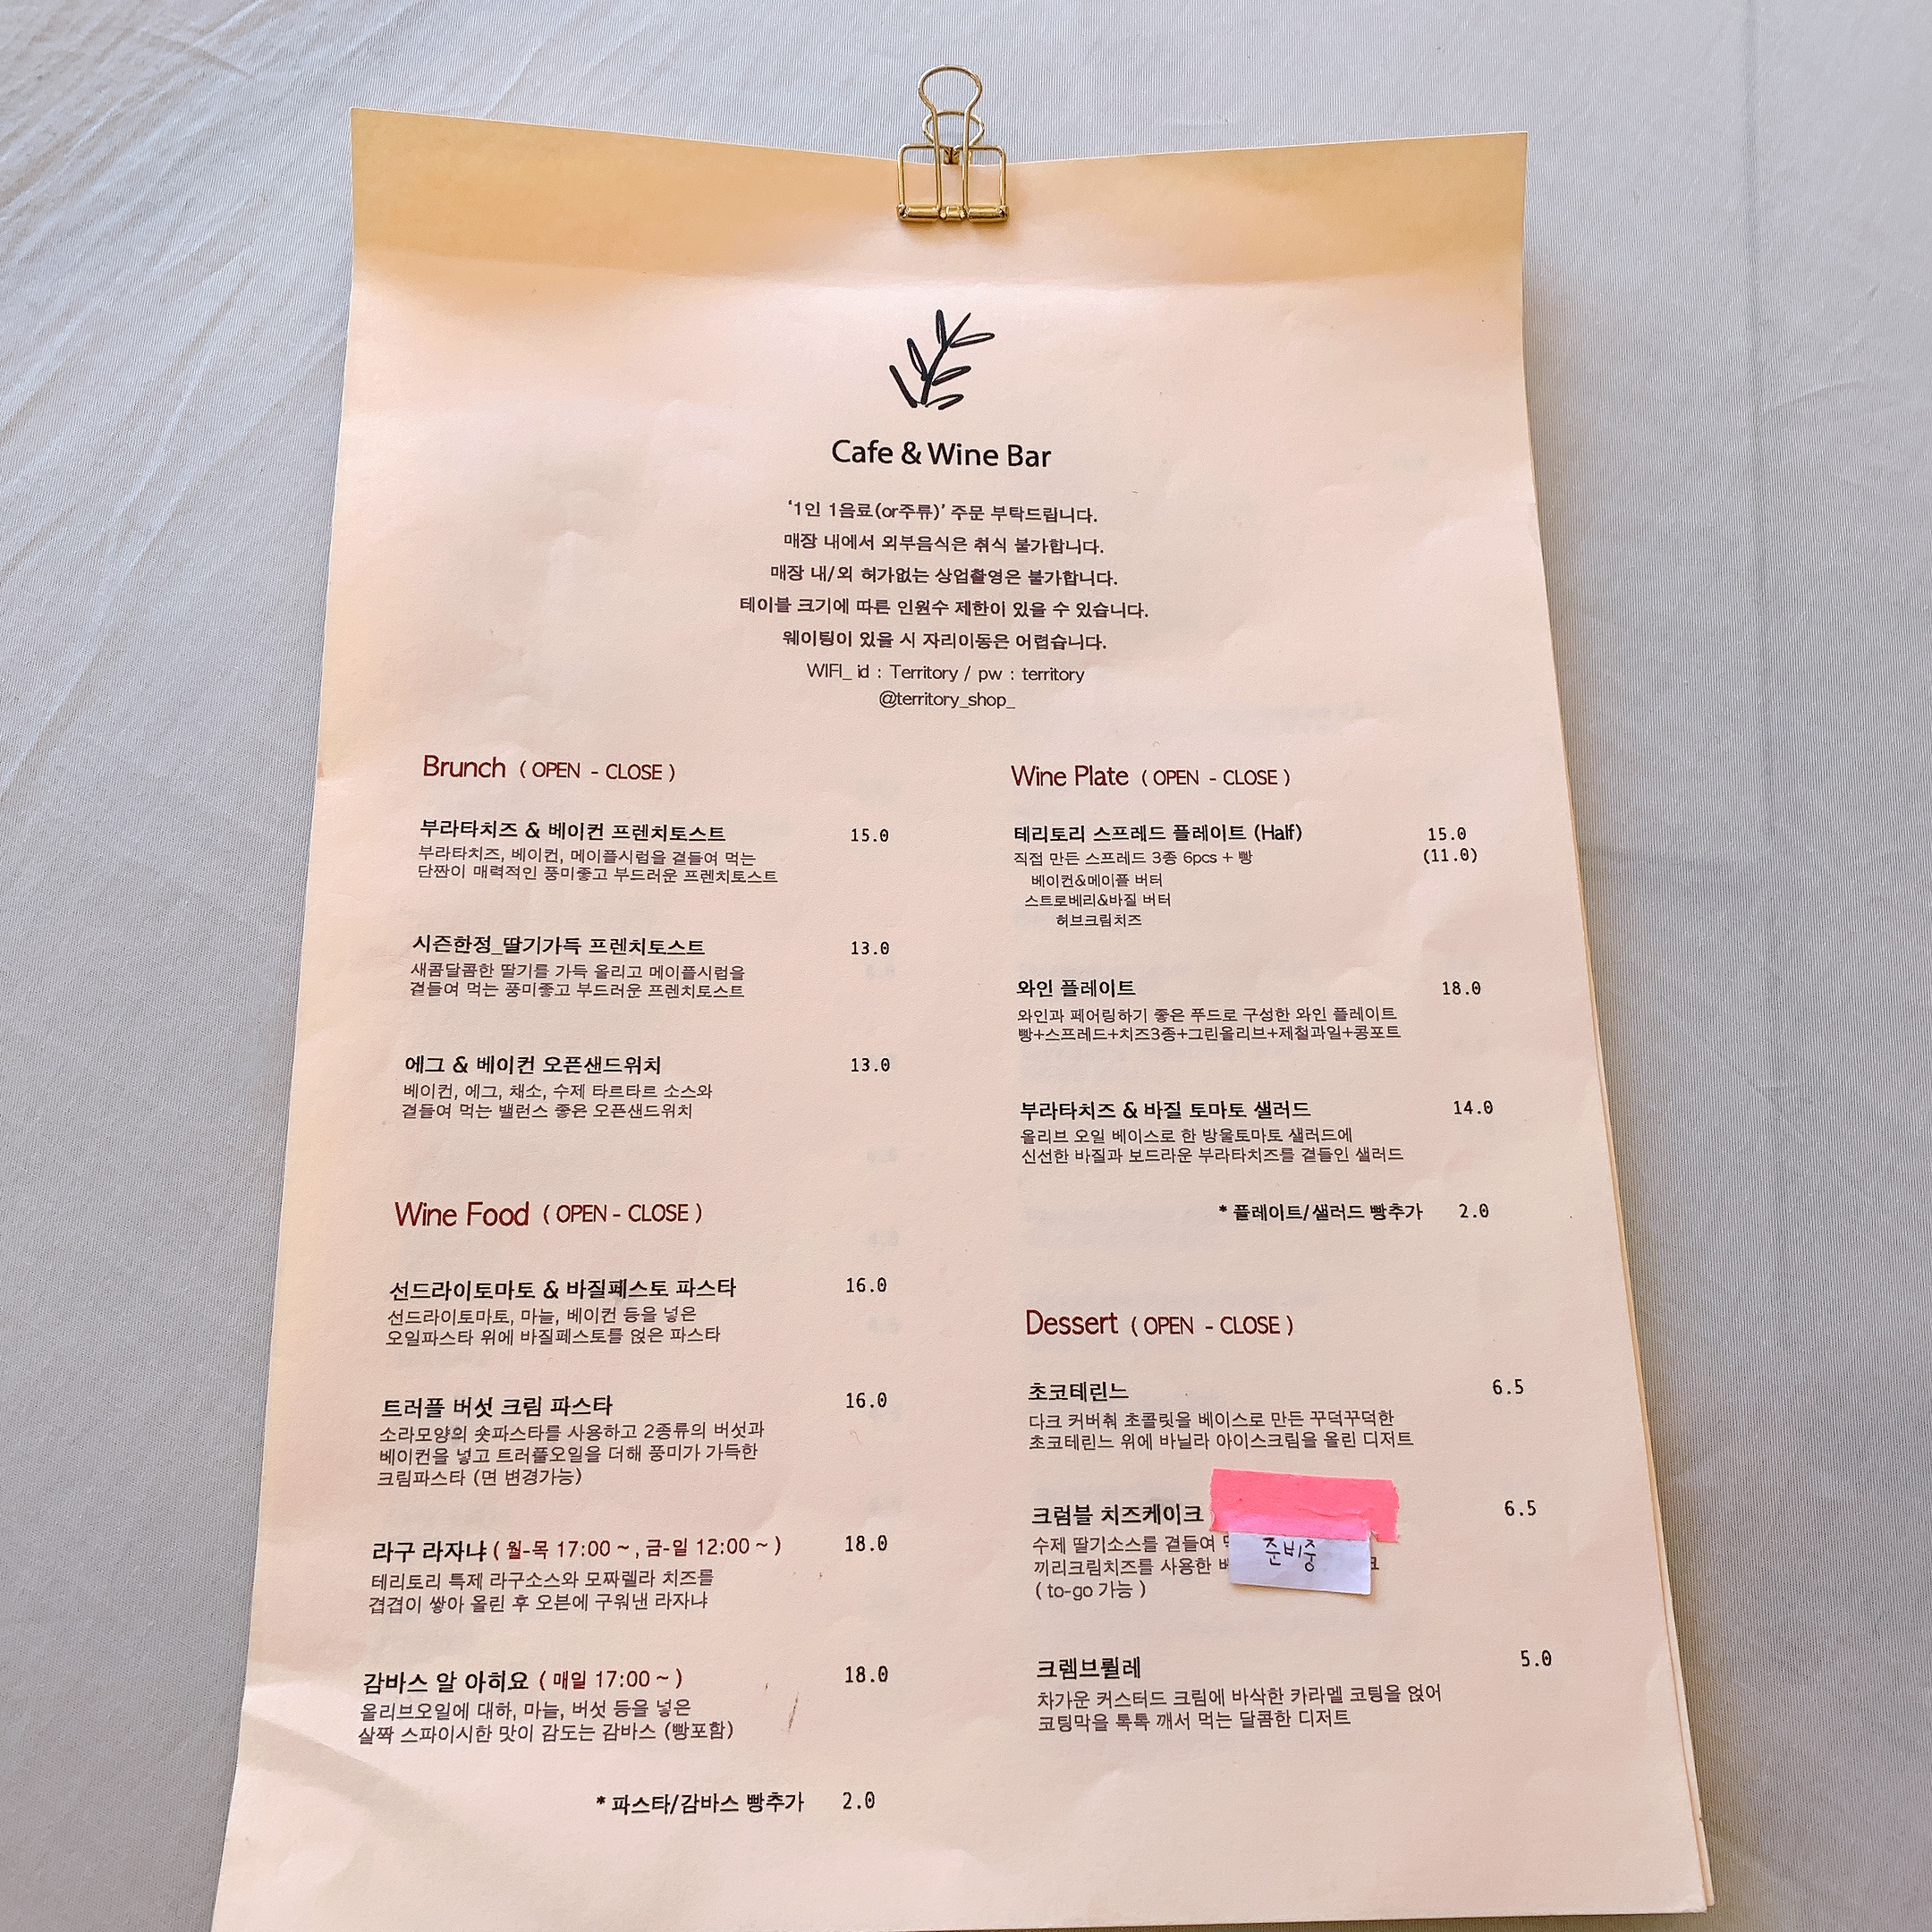 Cafe & Wine Bar
‘1인 1음료(or주류)’ 주문 부탁드립니다.
매장 내에서 외부음식은 취식 불가합니다.
매장 내/외 허가없는 상업촬영은 불가합니다.
테이블 크기에 따른 인원수 제한이 있을 수 있습니다.
웨이팅이 있을 시 자리이동은 어렵습니다.
WIFI_ id : Territory / pw : territory
@territory_shop_
Brunch ( OPEN - CLOSE )
부라타치즈 & 베이컨 프렌치토스트 15.0
부라타치즈, 베이컨, 메이플시럽을 곁들여 먹는
단짠이 매력적인 풍미좋고 부드러운 프렌치토스트
시즌한정_딸기가득 프렌치토스트 13.0
새콤달콤한 딸기를 가득 올리고 메이플시럽을
곁들여 먹는 풍미좋고 부드러운 프렌치토스트
에그 & 베이컨 오픈샌드위치 13.0
베이컨, 에그, 채소, 수제 타르타르 소스와
곁들여 먹는 밸런스 좋은 오픈샌드위치
Wine Food ( OPEN - CLOSE )
선드라이토마토 & 바질페스토 파스타 16.0
선드라이토마토, 마늘, 베이컨 등을 넣은
오일파스타 위에 바질페스토를 얹은 파스타
트러플 버섯 크림 파스타 16.0
소라모양의 숏파스타를 사용하고 2종류의 버섯과
베이컨을 넣고 트러플오일을 더해 풍미가 가득한
크림파스타 (면 변경가능)
라구 라자냐 ( 월-목 17:00 ~ , 금-일 12:00 ~ ) 18.0
테리토리 특제 라구소스와 모짜렐라 치즈를
겹겹이 쌓아 올린 후 오븐에 구워낸 라자냐
감바스 알 아히요 ( 매일 17:00 ~ ) 18.0
올리브오일에 대하, 마늘, 버섯 등을 넣은
살짝 스파이시한 맛이 감도는 감바스 (빵포함)
* 파스타/감바스 빵추가 2.0
Wine Plate ( OPEN - CLOSE )
테리토리 스프레드 플레이트 (Half) 15.0
직접 만든 스프레드 3종 6pcs + 빵 (11.0)
베이컨&메이플 버터
스트로베리&바질 버터
허브크림치즈
와인 플레이트 18.0
와인과 페어링하기 좋은 푸드로 구성한 와인 플레이트
빵+스프레드+치즈3종+그린올리브+제철과일+콩포트
부라타치즈 & 바질 토마토 샐러드 14.0
올리브 오일 베이스로 한 방울토마토 샐러드에
신선한 바질과 보드라운 부라타치즈를 곁들인 샐러드
* 플레이트/샐러드 빵추가 2.0
Dessert ( OPEN - CLOSE )
초코테린느 6.5
다크 커버춰 초콜릿을 베이스로 만든 꾸덕꾸덕한
초코테린느 위에 바닐라 아이스크림을 올린 디저트
크럼블 치즈케이크 6.5
수제 딸기소스를 곁들여
준비중
끼리크림치즈를 사용한
( to-go 가능 )
크렘브륄레 5.0
차가운 커스터드 크림에 바삭한 카라멜 코팅을 얹어
코팅막을 톡톡 깨서 먹는 달콤한 디저트